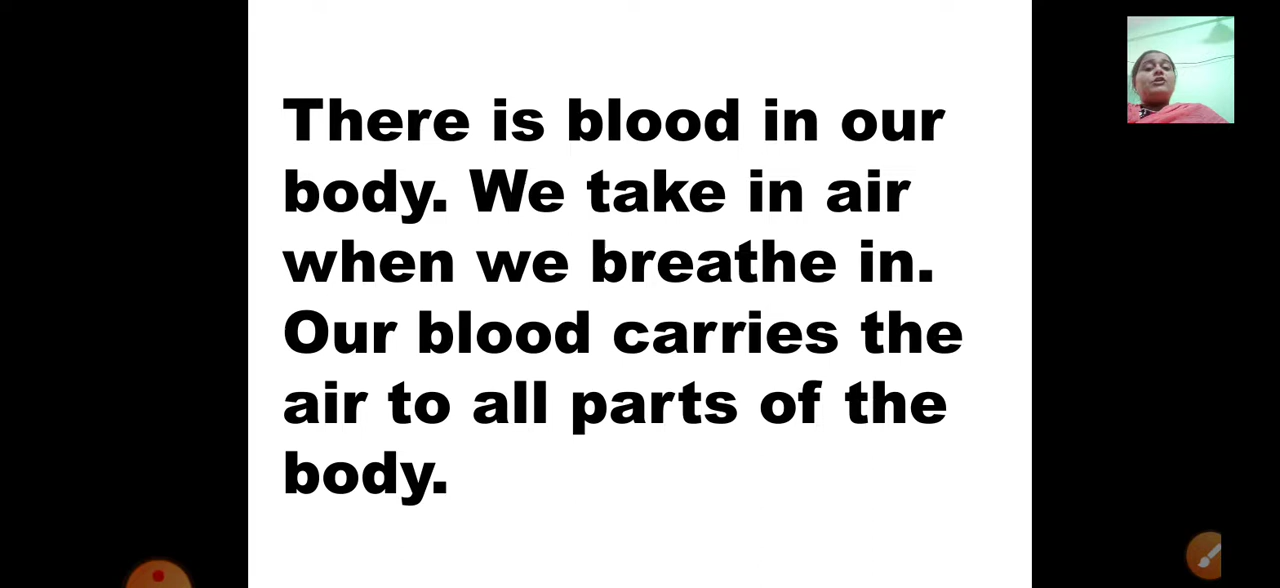 There is blood in our
body. We take in air
when we breathe in.
Our blood carries the
air to all parts of the
body.